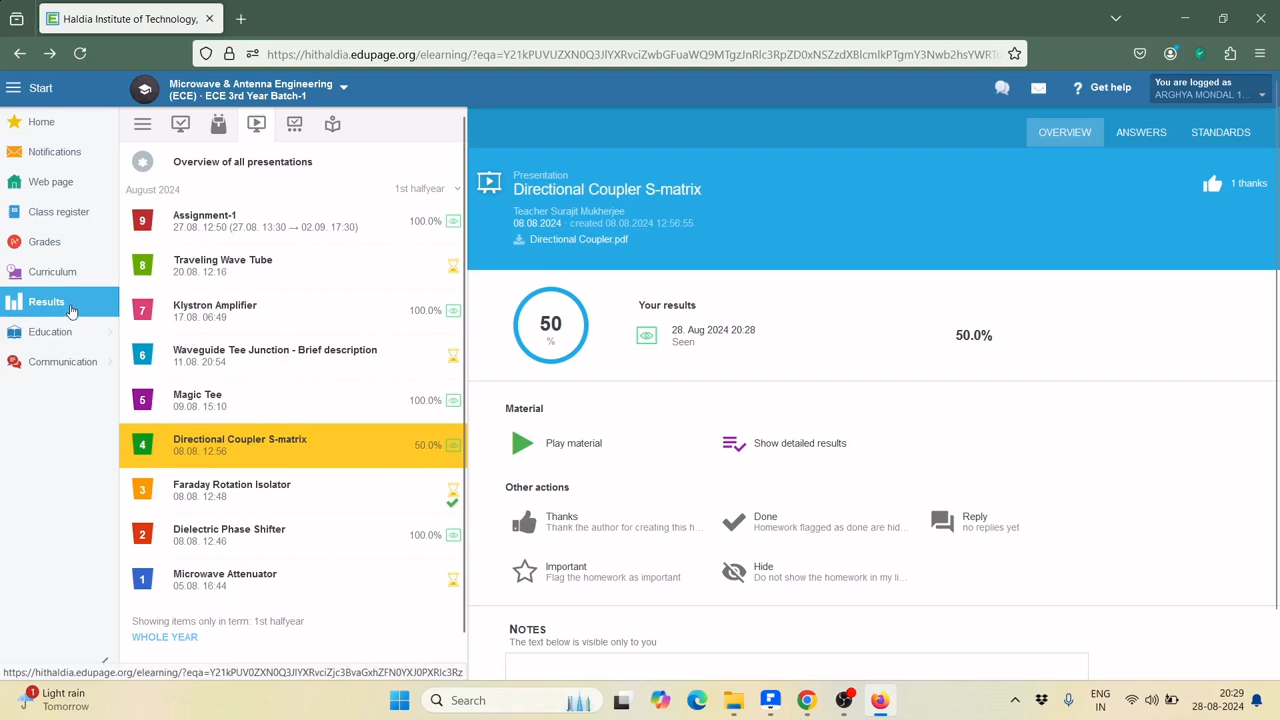 Haldia Institute of Technology,
https://hithaldia.edupage.org/elearning/?eqa=
Start
Microwave & Antenna Engineering
(ECE) · ECE 3rd Year Batch-1
Get help
You are logged as
ARGHYA MONDAL 1...
Home
Notifications
Web page
Class register
Grades
Curriculum
Results
Education
Communication
Overview of all presentations
August 2024
1st halfyear
9
Assignment-1
100.0%
27.08. 12:50 (27.08. 13:30 → 02.09. 17:30)
8
Traveling Wave Tube
20.08. 12:16
7
Klystron Amplifier
100.0%
17.08. 06:49
6
Waveguide Tee Junction - Brief description
11.08. 20:54
5
Magic Tee
100.0%
09.08. 15:10
4
Directional Coupler S-matrix
50.0%
08.08. 12:56
3
Faraday Rotation Isolator
08.08. 12:48
2
Dielectric Phase Shifter
100.0%
08.08. 12:46
1
Microwave Attenuator
05.08. 16:44
Showing items only in term: 1st halfyear
WHOLE YEAR
OVERVIEW
ANSWERS
STANDARDS
Presentation
Directional Coupler S-matrix
1 thanks
Teacher Surajit Mukherjee
08.08.2024 · created 08.08.2024 12:56:55
Directional Coupler.pdf
50
%
Your results
28. Aug 2024 20:28
Seen
50.0%
Material
Play material
Show detailed results
Other actions
Thanks
Thank the author for creating this h...
Done
Homework flagged as done are hid...
Reply
no replies yet
Important
Flag the homework as important
Hide
Do not show the homework in my li...
NOTES
The text below is visible only to you
https://hithaldia.edupage.org/elearning/?eqa=
1
Light rain
Tomorrow
Search
ENG
IN
20:29
28-08-2024